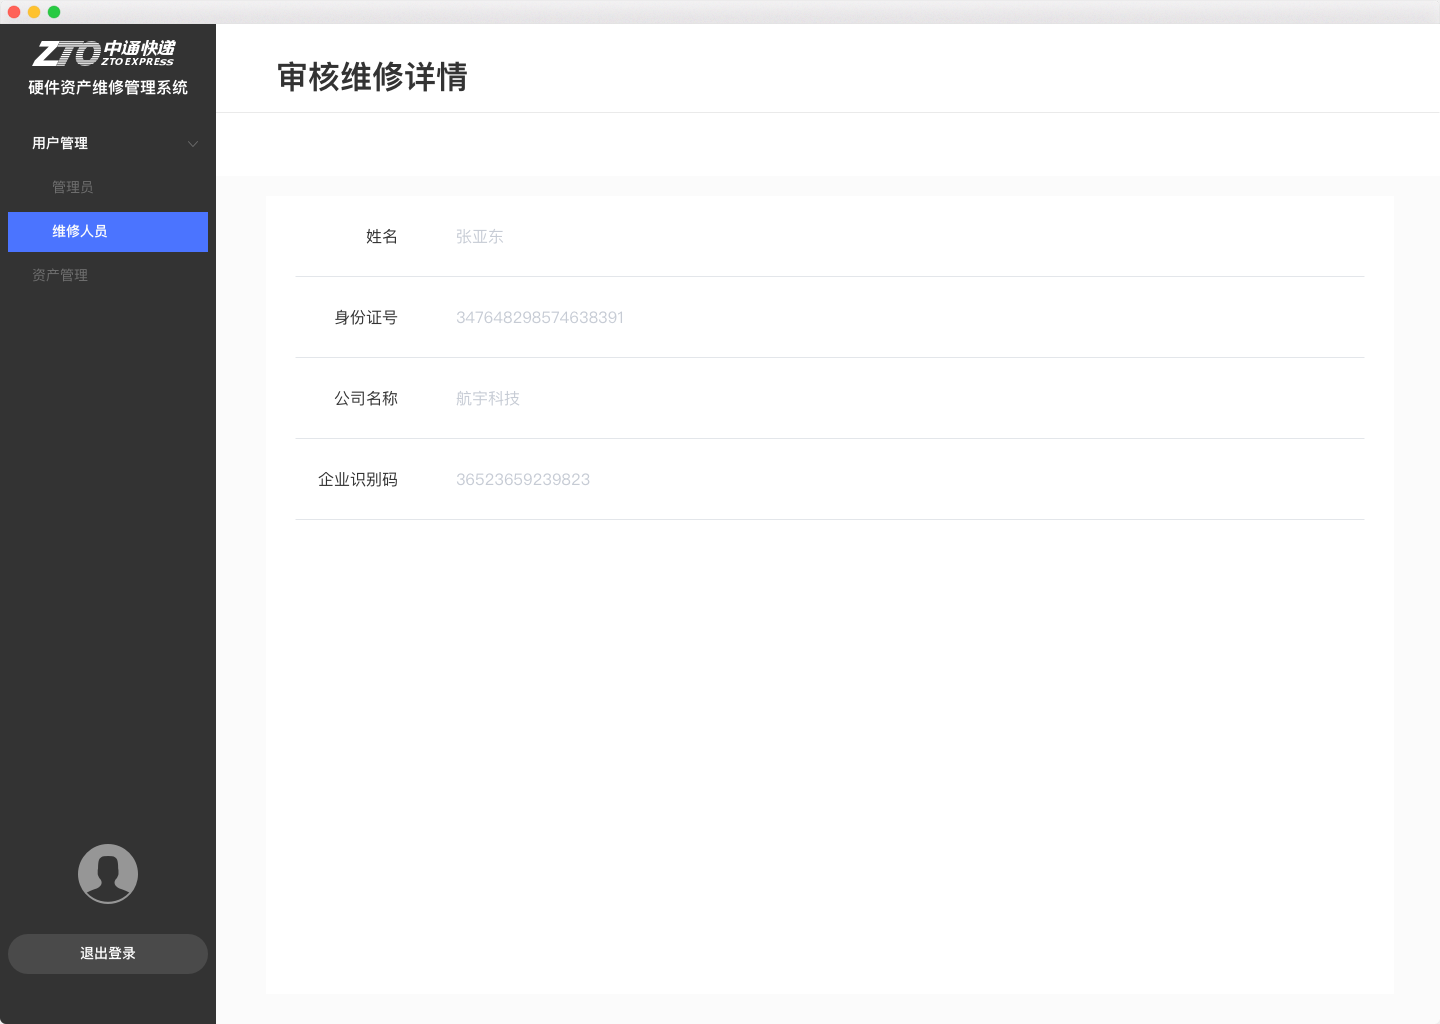 ZTO 中通快递
ZTO EXPRESS
硬件资产维修管理系统
用户管理
管理员
维修人员
资产管理
退出登录
审核维修详情
姓名 张亚东
身份证号 347648298574638391
公司名称 航宇科技
企业识别码 36523659239823